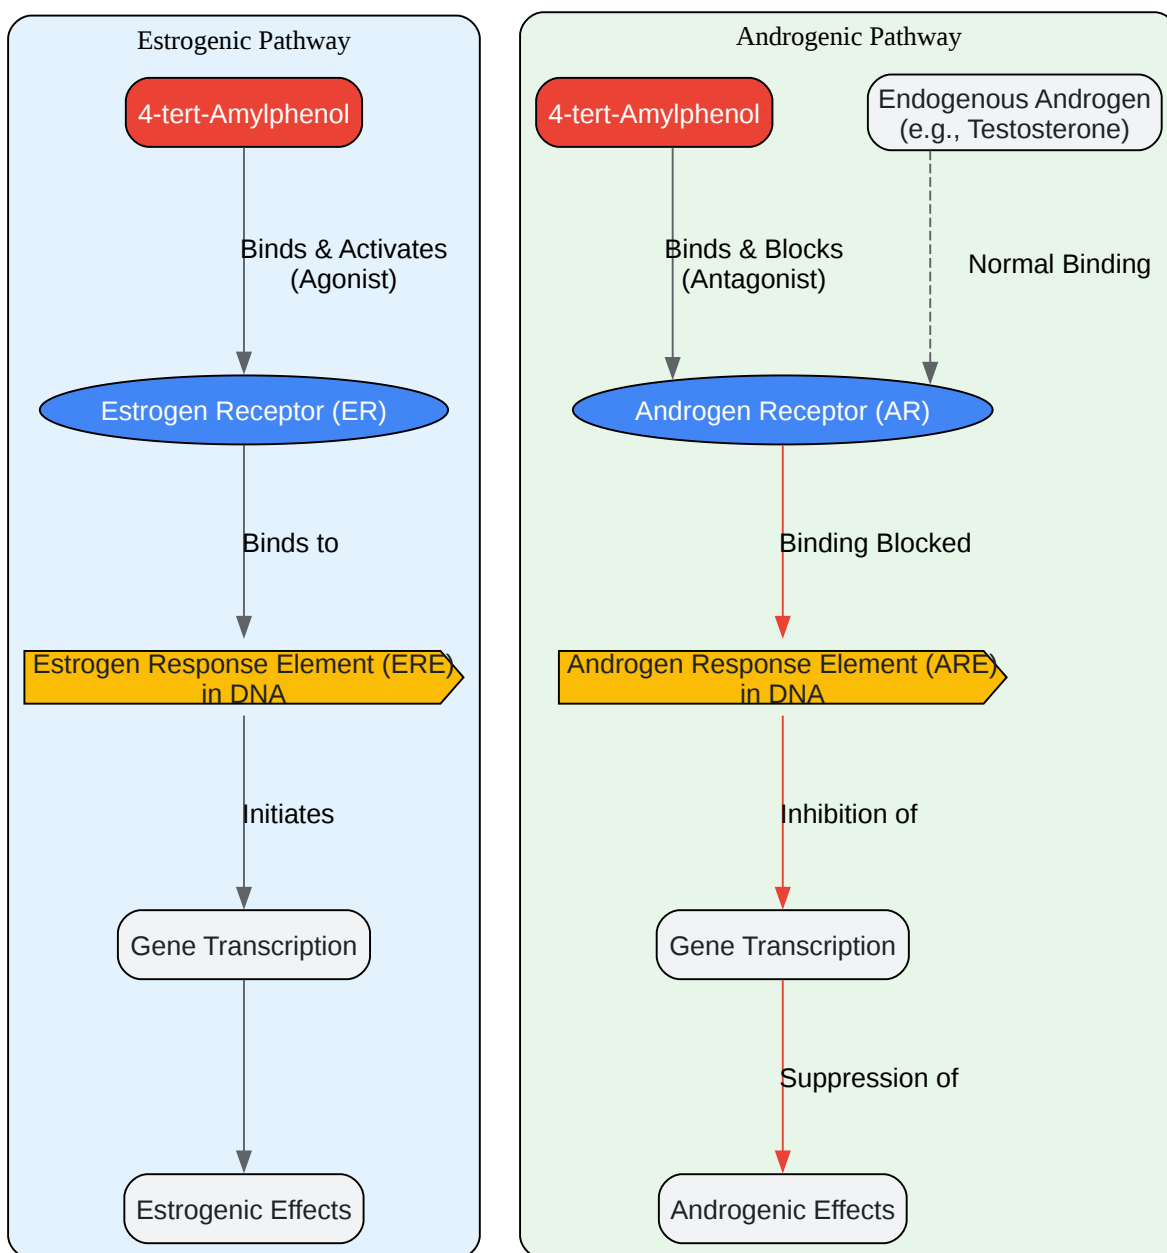 Estrogenic Pathway
4-tert-Amylphenol
Binds & Activates
(Agonist)
Estrogen Receptor (ER)
Binds to
Estrogen Response Element (ERE)
in DNA
Initiates
Gene Transcription
Estrogenic Effects
Androgenic Pathway
4-tert-Amylphenol
Endogenous Androgen
(e.g., Testosterone)
Binds & Blocks
(Antagonist)
Normal Binding
Androgen Receptor (AR)
Binding Blocked
Androgen Response Element (ARE)
in DNA
Inhibition of
Gene Transcription
Suppression of
Androgenic Effects